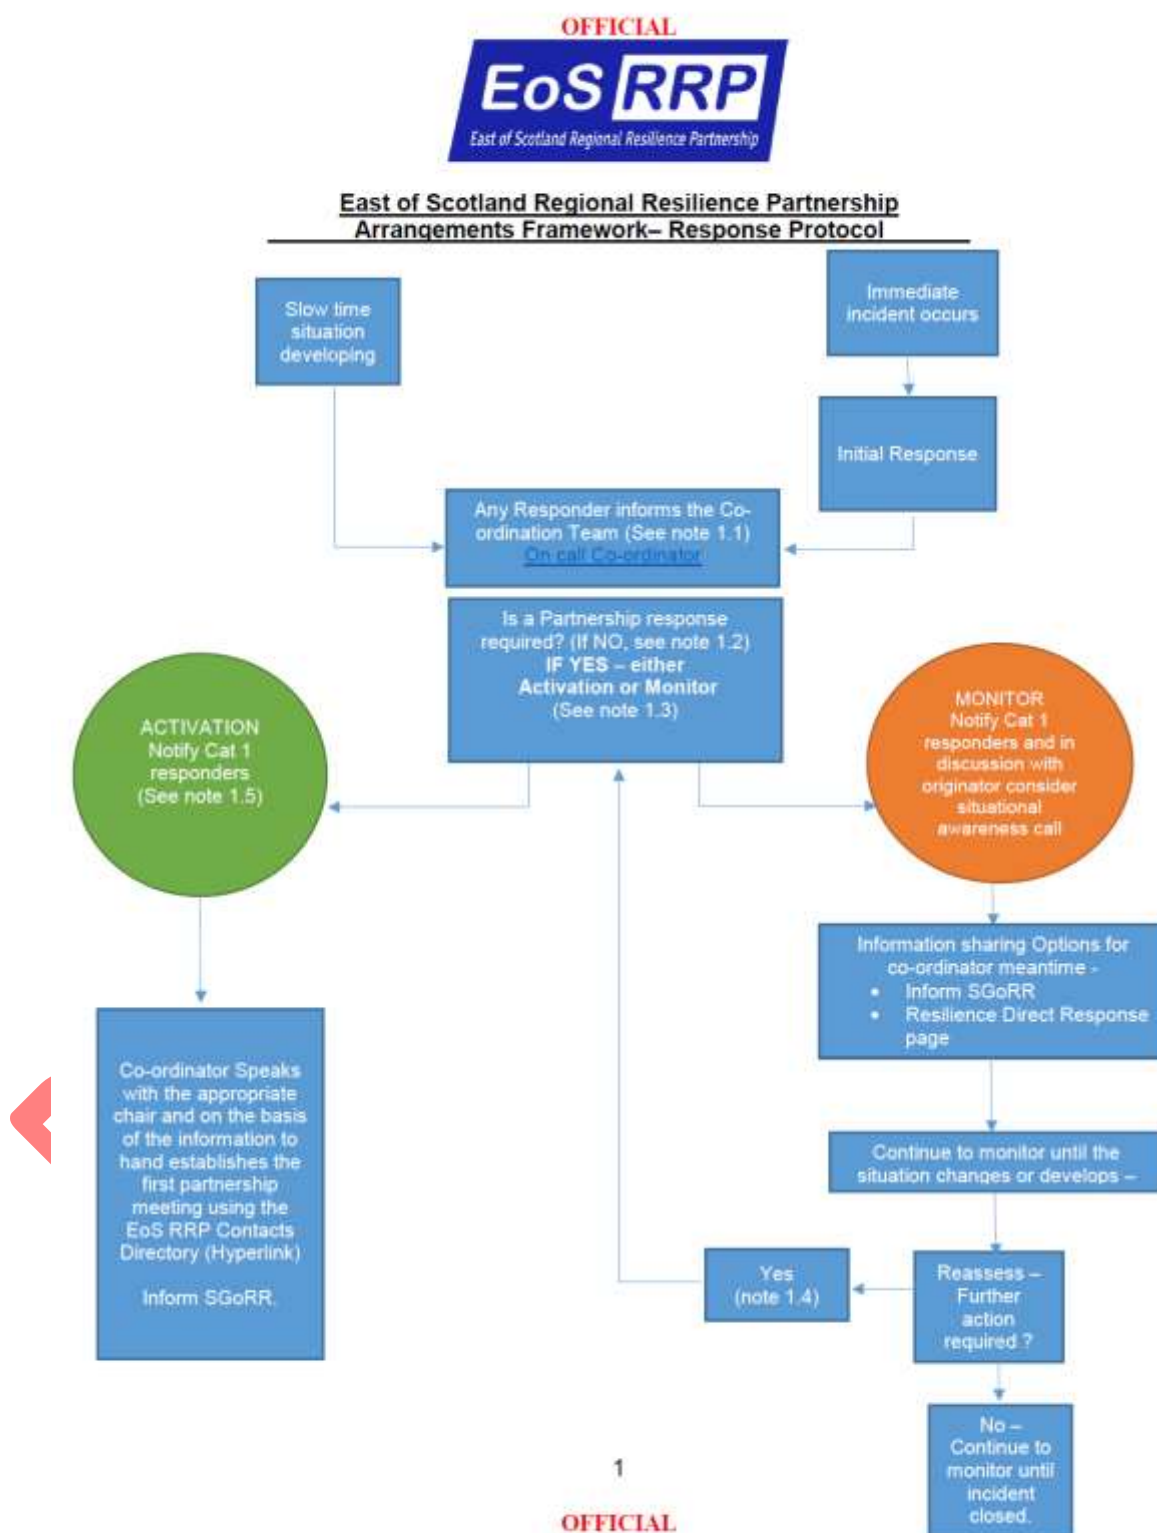 OFFICIAL
EoS RRP
East of Scotland Regional Resilience Partnership
East of Scotland Regional Resilience Partnership
Arrangements Framework– Response Protocol
Slow time
situation
developing
Immediate
incident occurs
Initial Response
Any Responder informs the Co-
ordination Team (See note 1.1)
On call Co-ordinator
Is a Partnership response
required? (If NO, see note 1.2)
IF YES – either
Activation or Monitor
(See note 1.3)
ACTIVATION
Notify Cat 1
responders
(See note 1.5)
MONITOR
Notify Cat 1
responders and in
discussion with
originator consider
situational
awareness call
Information sharing Options for
co-ordinator meantime -
• Inform SGoRR
• Resilience Direct Response
page
Co-ordinator Speaks
with the appropriate
chair and on the basis
of the information to
hand establishes the
first partnership
meeting using the
EoS RRP Contacts
Directory (Hyperlink)
Inform SGoRR.
Continue to monitor until the
situation changes or develops –
Yes
(note 1.4)
Reassess –
Further
action
required ?
No –
Continue to
monitor until
incident
closed.
1
OFFICIAL